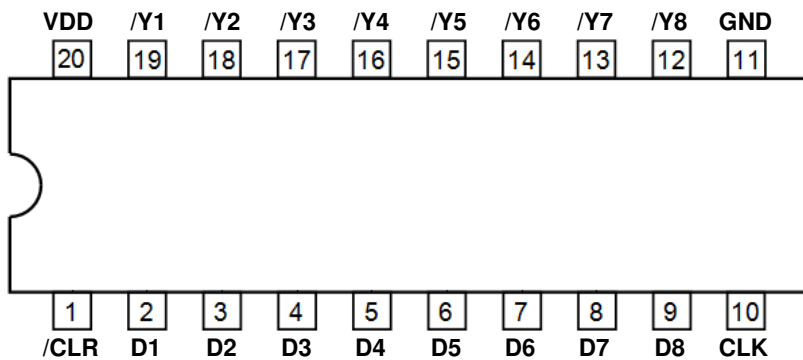 VDD /Y1 /Y2 /Y3 /Y4 /Y5 /Y6 /Y7 /Y8 GND
20 19 18 17 16 15 14 13 12 11
1 2 3 4 5 6 7 8 9 10
/CLR D1 D2 D3 D4 D5 D6 D7 D8 CLK